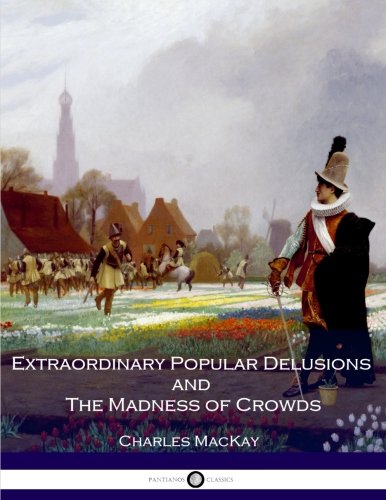 Extraordinary Popular Delusions
and
The Madness of Crowds
Charles MacKay
PANTIANOS CLASSICS